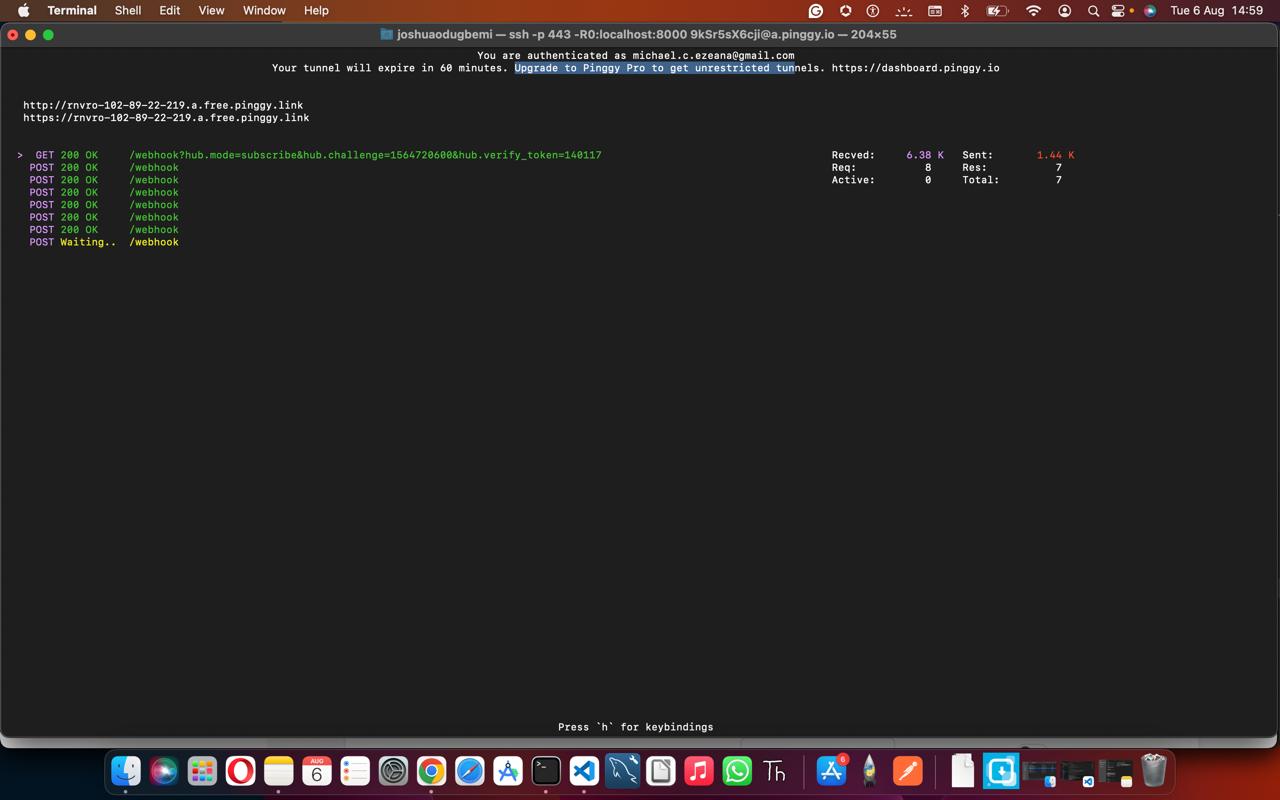 Terminal Shell Edit View Window Help Tue 6 Aug 14:59
joshuaodugbemi — ssh -p 443 -R0:localhost:8000 9kSr5sX6cji@a.pinggy.io — 204×55
You are authenticated as michael.c.ezeana@gmail.com
Your tunnel will expire in 60 minutes. Upgrade to Pinggy Pro to get unrestricted tunnels. https://dashboard.pinggy.io
http://rnvro-102-89-22-219.a.free.pinggy.link
https://rnvro-102-89-22-219.a.free.pinggy.link
> GET 200 OK /webhook?hub.mode=subscribe&hub.challenge=1564720600&hub.verify_token=140117 Recved: 6.38 K Sent: 1.44 K
POST 200 OK /webhook Req: 8 Res: 7
POST 200 OK /webhook Active: 0 Total: 7
POST 200 OK /webhook
POST 200 OK /webhook
POST 200 OK /webhook
POST 200 OK /webhook
POST Waiting.. /webhook
Press `h` for keybindings
AUG
6
Th
6